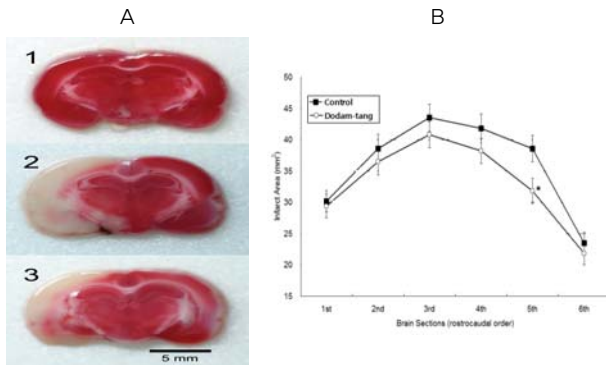 A
B
1
2
3
5 mm
50
45
40
35
30
25
20
15
Infarct Area (mm²)
Control
Dodam-tang
*
1st 2nd 3rd 4th 5th 6th
Brain Sections (rostrocaudal order)